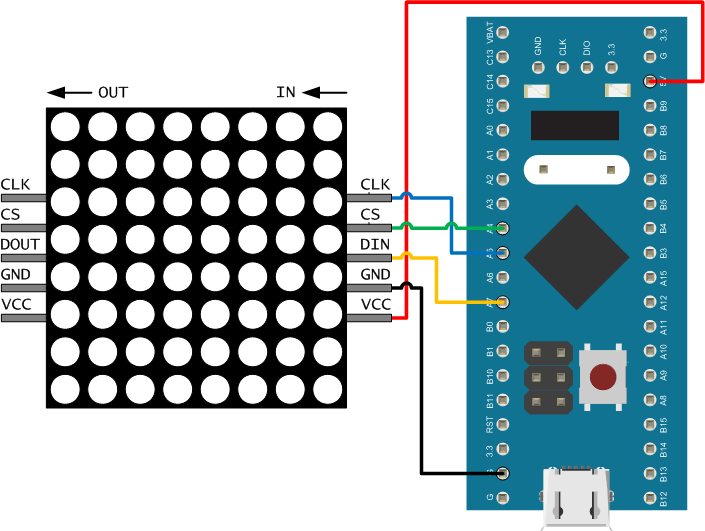 OUT
IN
CLK
CS
DOUT
GND
VCC
CLK
CS
DIN
GND
VCC
VBAT
C13
C14
C15
A0
A1
A2
A3
A4
A5
A6
A7
B0
B1
B10
B11
RST
3.3
G
GND
CLK
DIO
3.3
3.3
G
5V
B9
B8
B7
B6
B5
B4
B3
A15
A12
A11
A10
A9
A8
B15
B14
B13
B12